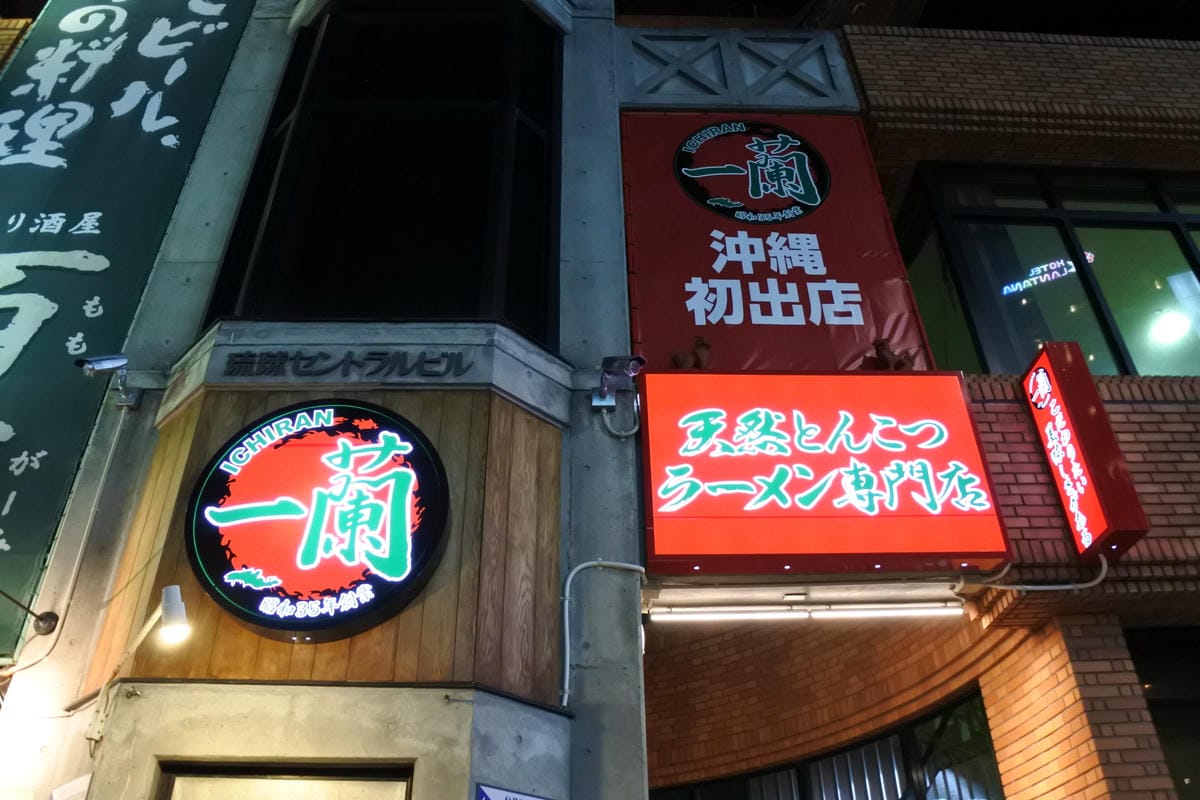 ビール、
の料理
り酒屋
もも
ICHIRAN
一蘭
昭和35年創業
沖縄
初出店
HOTEL
LANTANA
琉球セントラルビル
ICHIRAN
一蘭
昭和35年創業
天然とんこつ
ラーメン専門店